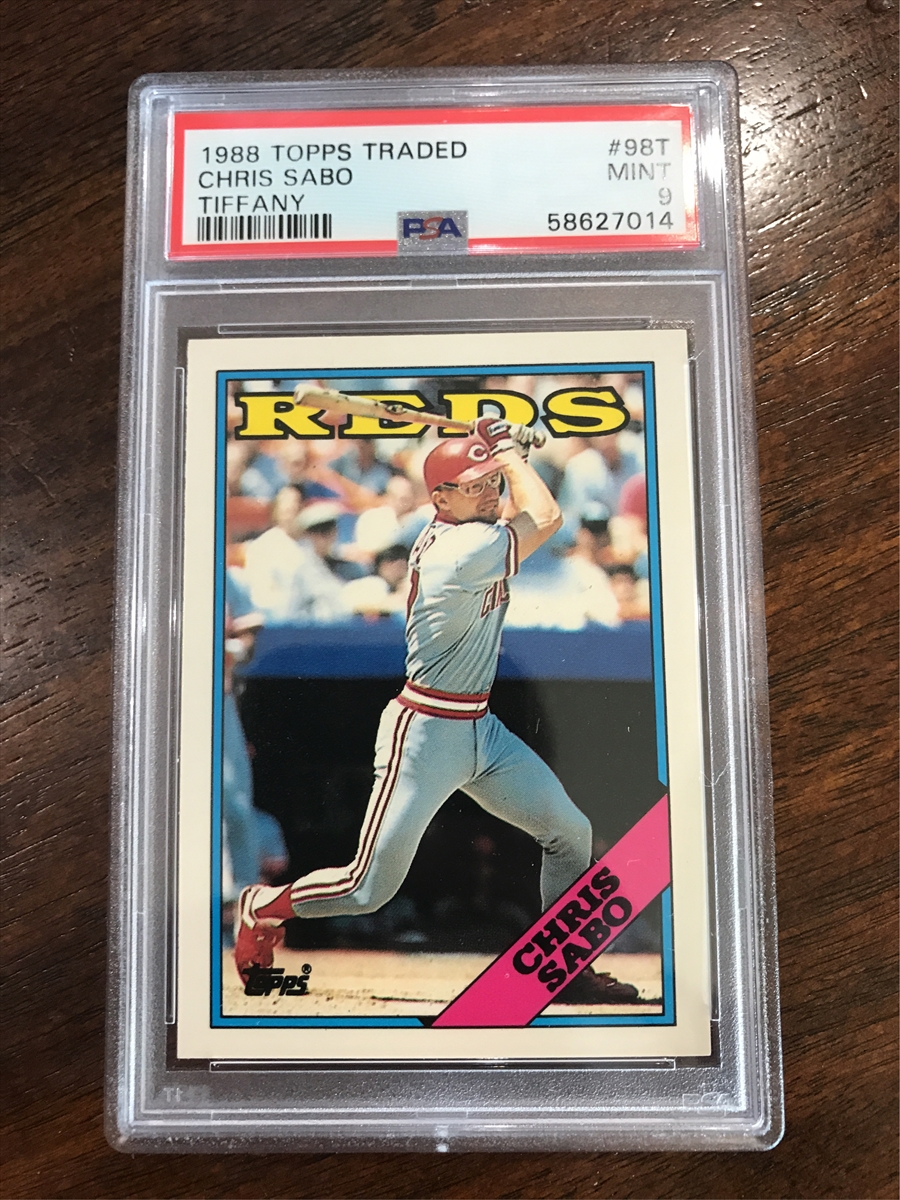 1988 TOPPS TRADED #98T
CHRIS SABO MINT
TIFFANY 9
PSA 58627014
REDS
C
CHRIS
SABO
Topps®